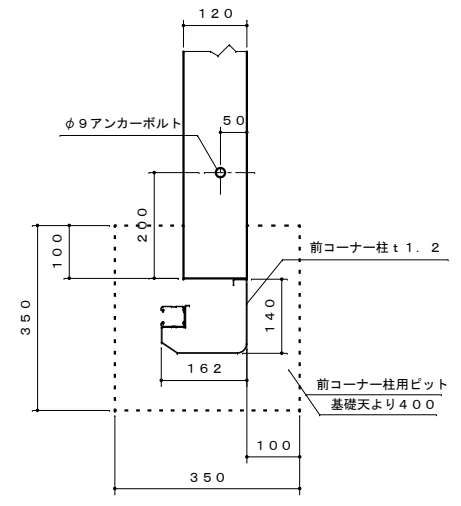 １２０
５０
φ９アンカーボルト
２００
１００
前コーナー柱ｔ１．２
３５０
１４０
１６２
前コーナー柱用ピット
基礎天より４００
１００
３５０